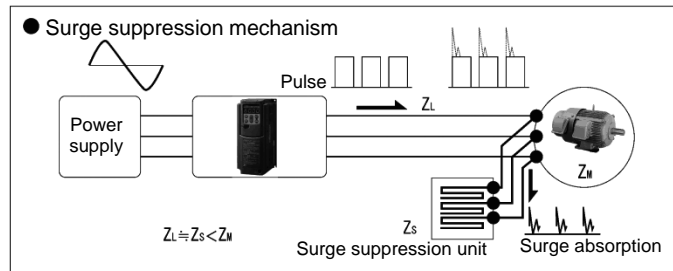 ● Surge suppression mechanism
Pulse
ZL
Power
supply
ZM
ZS
ZL≒ZS<ZM
Surge suppression unit
Surge absorption